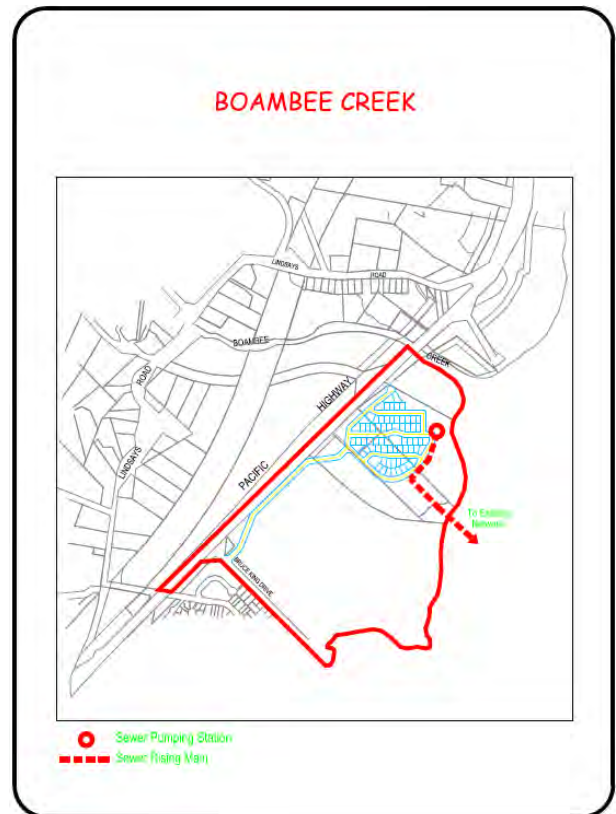 BOAMBEE CREEK
LINDSAYS
ROAD
BOAMBEE
CREEK
ROAD
LINDSAYS
HIGHWAY
PACIFIC
To Existing
Network
BRUCE KING DRIVE
Sewer Pumping Station
Sewer Rising Main